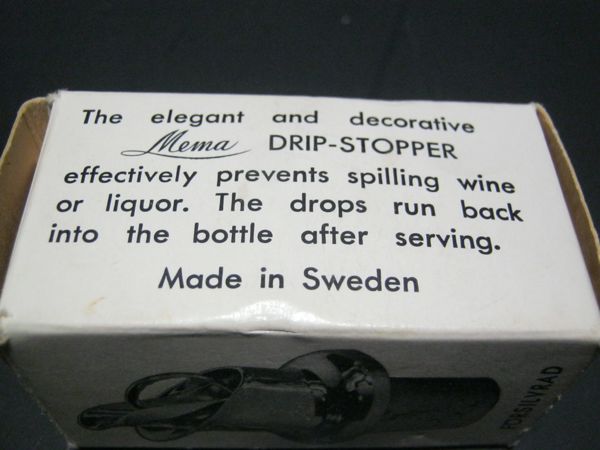 The elegant and decorative
Mema DRIP-STOPPER
effectively prevents spilling wine
or liquor. The drops run back
into the bottle after serving.
Made in Sweden
FÖRSILVRAD